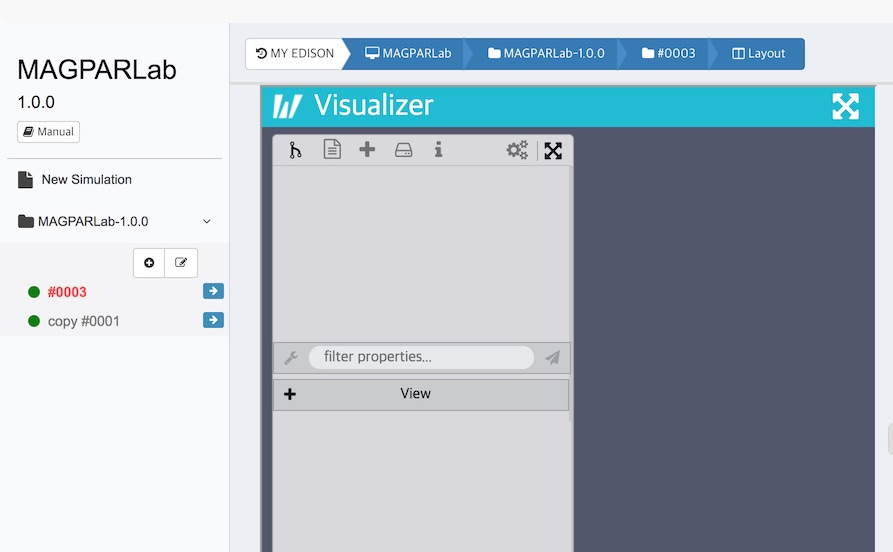 MAGPARLab
1.0.0
Manual
New Simulation
MAGPARLab-1.0.0
#0003
copy #0001
MY EDISON
MAGPARLab
MAGPARLab-1.0.0
#0003
Layout
Visualizer
filter properties...
View